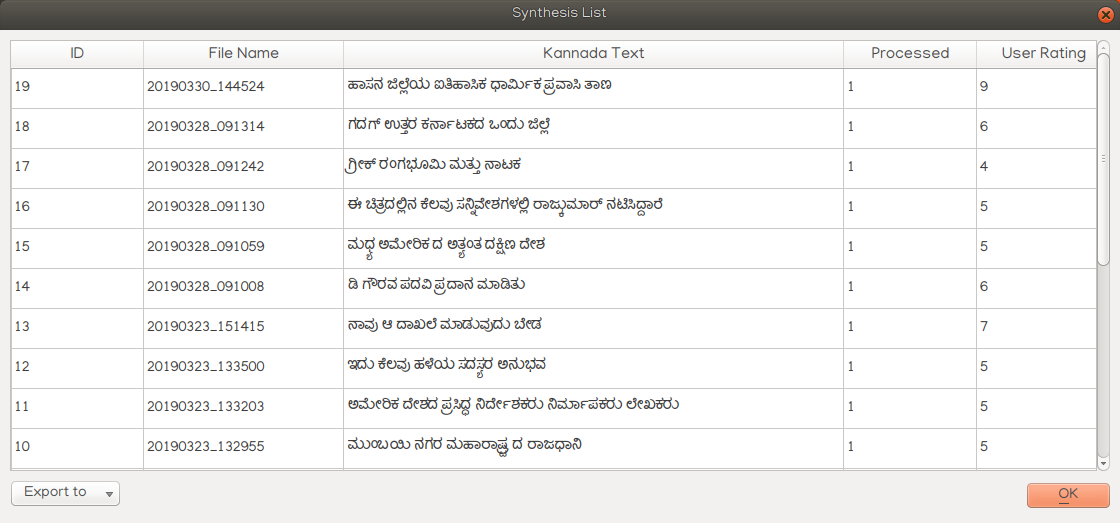 Synthesis List
ID File Name Kannada Text Processed User Rating
19 20190330_144524 ಹಾಸನ ಜಿಲ್ಲೆಯ ಐತಿಹಾಸಿಕ ಧಾರ್ಮಿಕ ಪ್ರವಾಸಿ ತಾಣ 1 9
18 20190328_091314 ಗದಗ್ ಉತ್ತರ ಕರ್ನಾಟಕದ ಒಂದು ಜಿಲ್ಲೆ 1 6
17 20190328_091242 ಗ್ರೀಕ್ ರಂಗಭೂಮಿ ಮತ್ತು ನಾಟಕ 1 4
16 20190328_091130 ಈ ಚಿತ್ರದಲ್ಲಿನ ಕೆಲವು ಸನ್ನಿವೇಶಗಳಲ್ಲಿ ರಾಜ್ಕುಮಾರ್ ನಟಿಸಿದ್ದಾರೆ 1 5
15 20190328_091059 ಮಧ್ಯ ಅಮೇರಿಕ ದ ಅತ್ಯಂತ ದಕ್ಷಿಣ ದೇಶ 1 5
14 20190328_091008 ಡಿ ಗೌರವ ಪದವಿ ಪ್ರದಾನ ಮಾಡಿತು 1 6
13 20190323_151415 ನಾವು ಆ ದಾಖಲೆ ಮಾಡುವುದು ಬೇಡ 1 7
12 20190323_133500 ಇದು ಕೆಲವು ಹಳೆಯ ಸದಸ್ಯರ ಅನುಭವ 1 5
11 20190323_133203 ಅಮೇರಿಕ ದೇಶದ ಪ್ರಸಿದ್ಧ ನಿರ್ದೇಶಕರು ನಿರ್ಮಾಪಕರು ಲೇಖಕರು 1 5
10 20190323_132955 ಮುಂಬಯಿ ನಗರ ಮಹಾರಾಷ್ಟ್ರ ದ ರಾಜಧಾನಿ 1 5
Export to OK